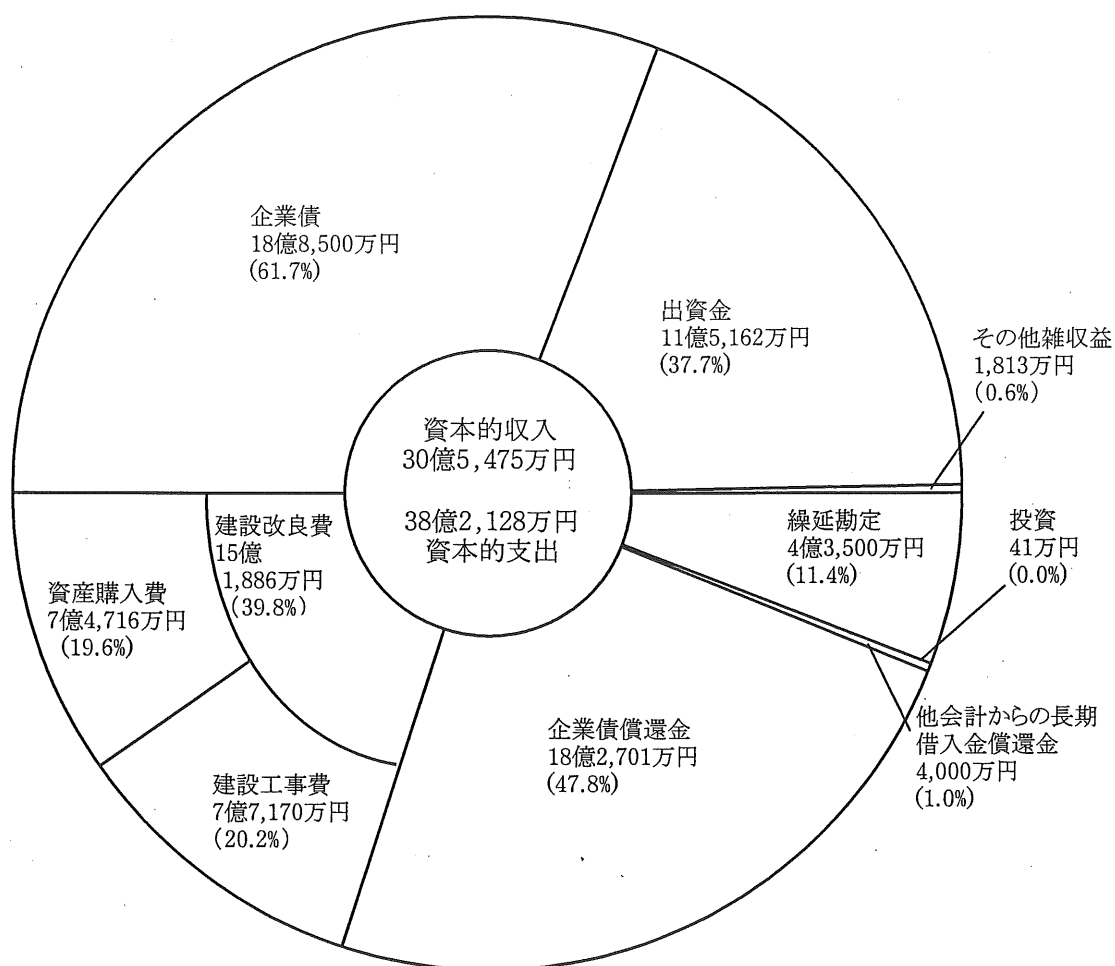 企業債
18億8,500万円
(61.7%)
出資金
11億5,162万円
(37.7%)
その他雑収益
1,813万円
(0.6%)
資本的収入
30億5,475万円
38億2,128万円
資本的支出
建設改良費
15億
1,886万円
(39.8%)
資産購入費
7億4,716万円
(19.6%)
建設工事費
7億7,170万円
(20.2%)
企業債償還金
18億2,701万円
(47.8%)
繰延勘定
4億3,500万円
(11.4%)
投資
41万円
(0.0%)
他会計からの長期
借入金償還金
4,000万円
(1.0%)